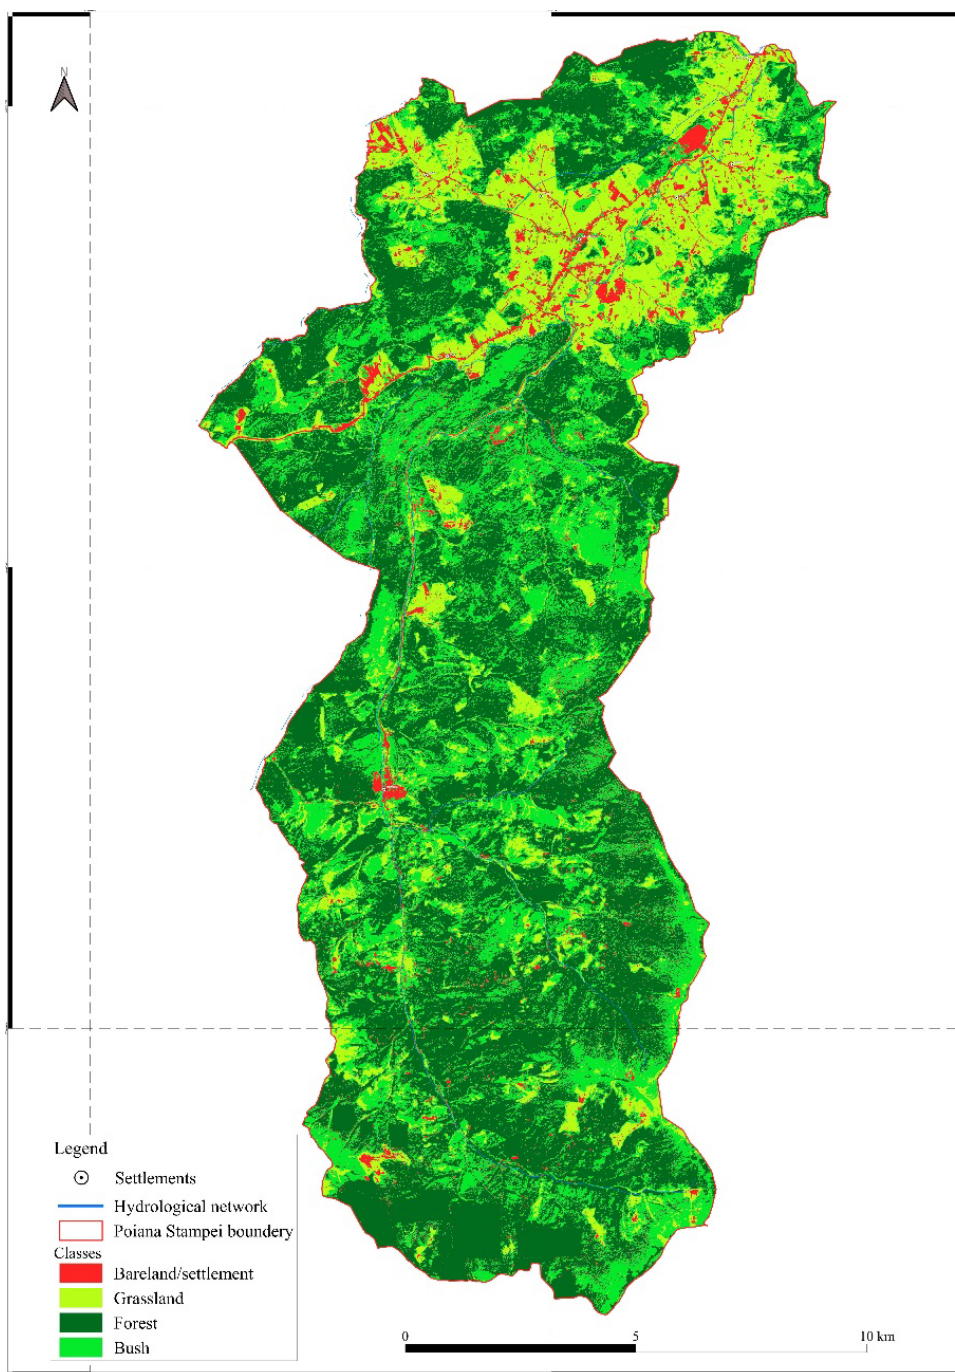 N
Legend
Settlements
Hydrological network
Poiana Stampei boundery
Classes
Bareland/settlement
Grassland
Forest
Bush
0 5 10 km